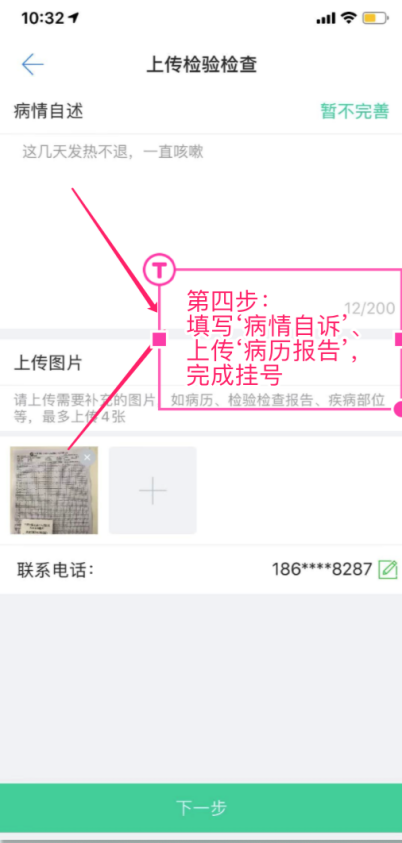 10:32
上传检验检查
病情自述
暂不完善
这几天发热不退，一直咳嗽
T
12/200
第四步：
填写‘病情自诉’、
上传‘病历报告’，
完成挂号
上传图片
请上传需要补充的图片，如病历、检验检查报告、疾病部位
等，最多上传4张
联系电话：
186****8287
下一步